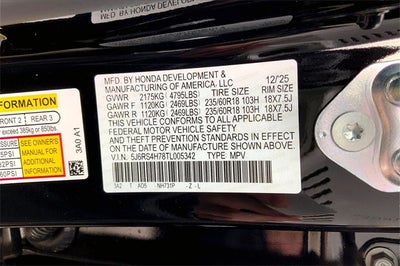 FORMATION
FRONT 2 REAR 3
exceed 385kg or 850lbs.
SEE OWNER'S
MANUAL FOR
ADDITIONAL
INFORMATION
3A0 A1
MFD BY HONDA DEVELOPMENT & 12/25
MANUFACTURING OF AMERICA, LLC
GVWR 2175KG(4795LBS) TIRE SIZE RIM SIZE
GAWR F 1120KG(2469LBS) 235/60R18 103H 18X7.5J
GAWR R 1120KG(2469LBS) 235/60R18 103H 18X7.5J
THIS VEHICLE CONFORMS TO ALL APPLICABLE
FEDERAL MOTOR VEHICLE SAFETY
AND THEFT PREVENTION STANDARDS
IN EFFECT ON THE DATE OF
MANUFACTURE SHOWN ABOVE.
V.I.N. 5J6RS4H78TL005342 TYPE MPV
3A2 1 AD5 - NH731P -Z-L